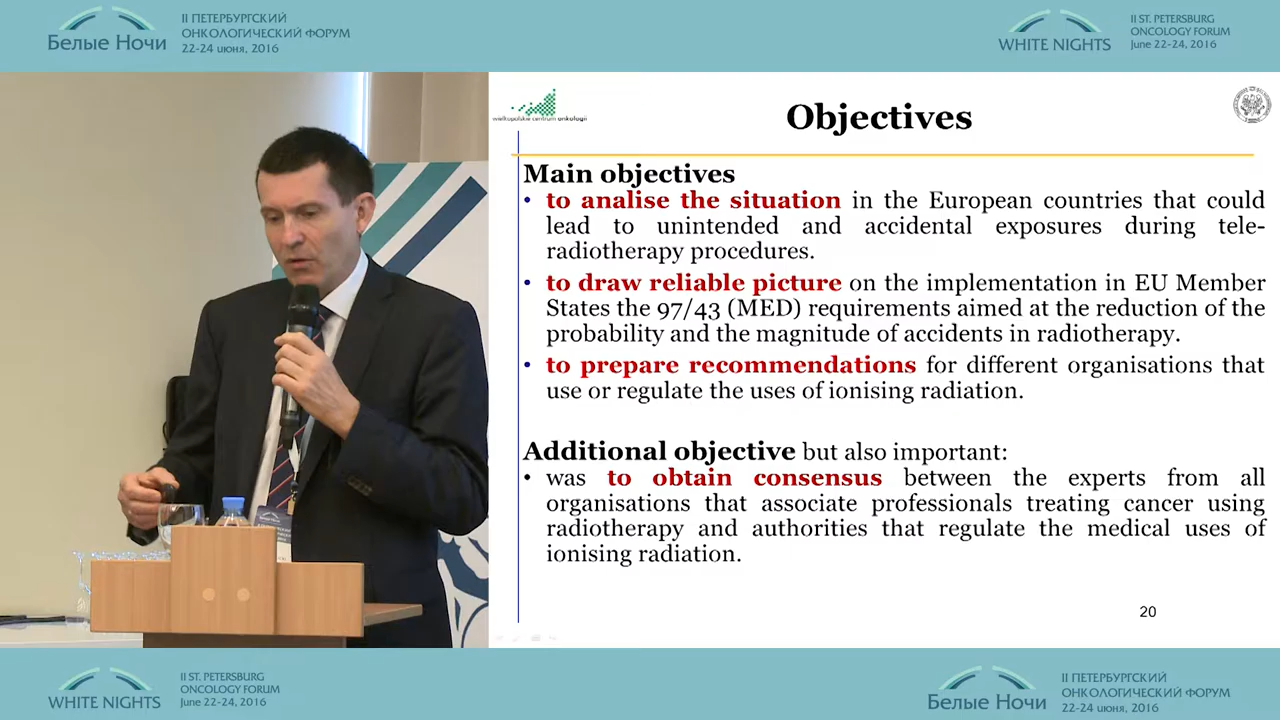 Белые Ночи
II ПЕТЕРБУРГСКИЙ
ОНКОЛОГИЧЕСКИЙ ФОРУМ
22-24 июня, 2016
WHITE NIGHTS
II ST. PETERSBURG
ONCOLOGY FORUM
June 22-24, 2016
wielkopolskie centrum onkologii
Objectives
Main objectives
• to analise the situation in the European countries that could
lead to unintended and accidental exposures during tele-
radiotherapy procedures.
• to draw reliable picture on the implementation in EU Member
States the 97/43 (MED) requirements aimed at the reduction of the
probability and the magnitude of accidents in radiotherapy.
• to prepare recommendations for different organisations that
use or regulate the uses of ionising radiation.
Additional objective but also important:
• was to obtain consensus between the experts from all
organisations that associate professionals treating cancer using
radiotherapy and authorities that regulate the medical uses of
ionising radiation.
20
WHITE NIGHTS
II ST. PETERSBURG
ONCOLOGY FORUM
June 22-24, 2016
Белые Ночи
II ПЕТЕРБУРГСКИЙ
ОНКОЛОГИЧЕСКИЙ ФОРУМ
22-24 июня, 2016